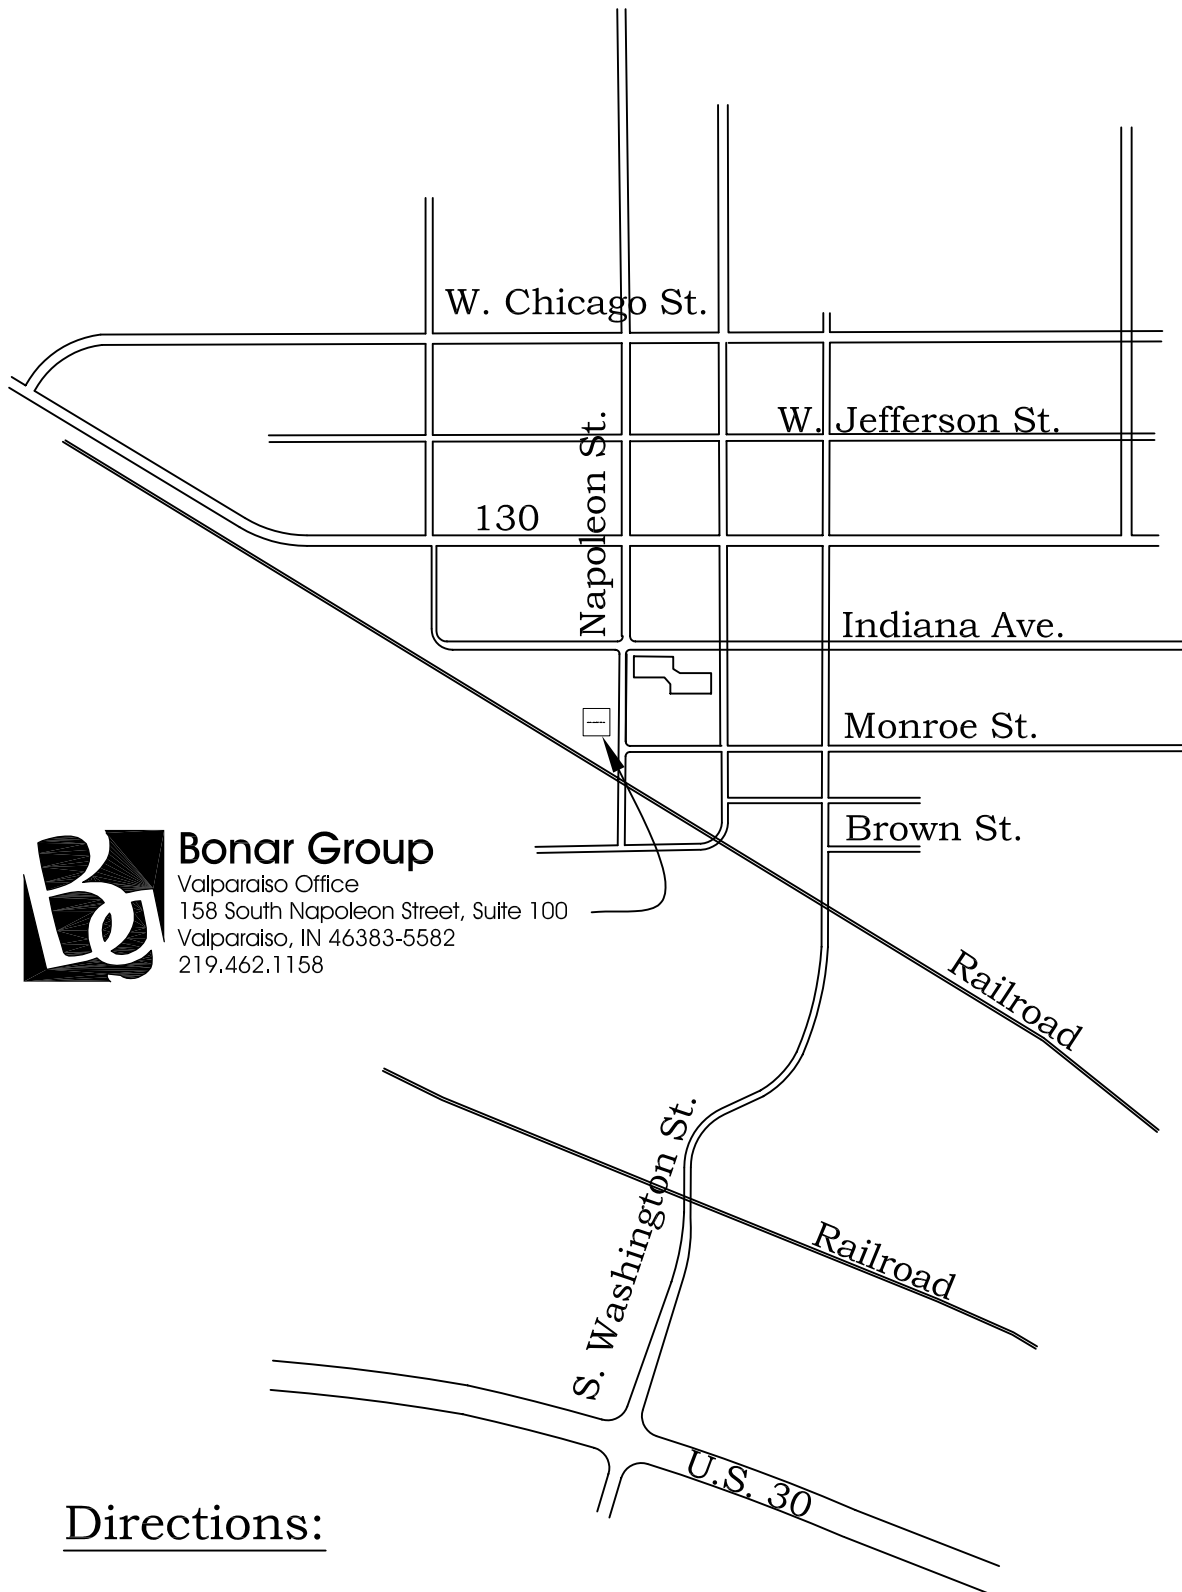 W. Chicago St.
W. Jefferson St.
Napoleon St.
130
Indiana Ave.
Monroe St.
Brown St.
Bg
Bonar Group
Valparaiso Office
158 South Napoleon Street, Suite 100
Valparaiso, IN 46383-5582
219.462.1158
Railroad
S. Washington St.
Railroad
U.S. 30
Directions: